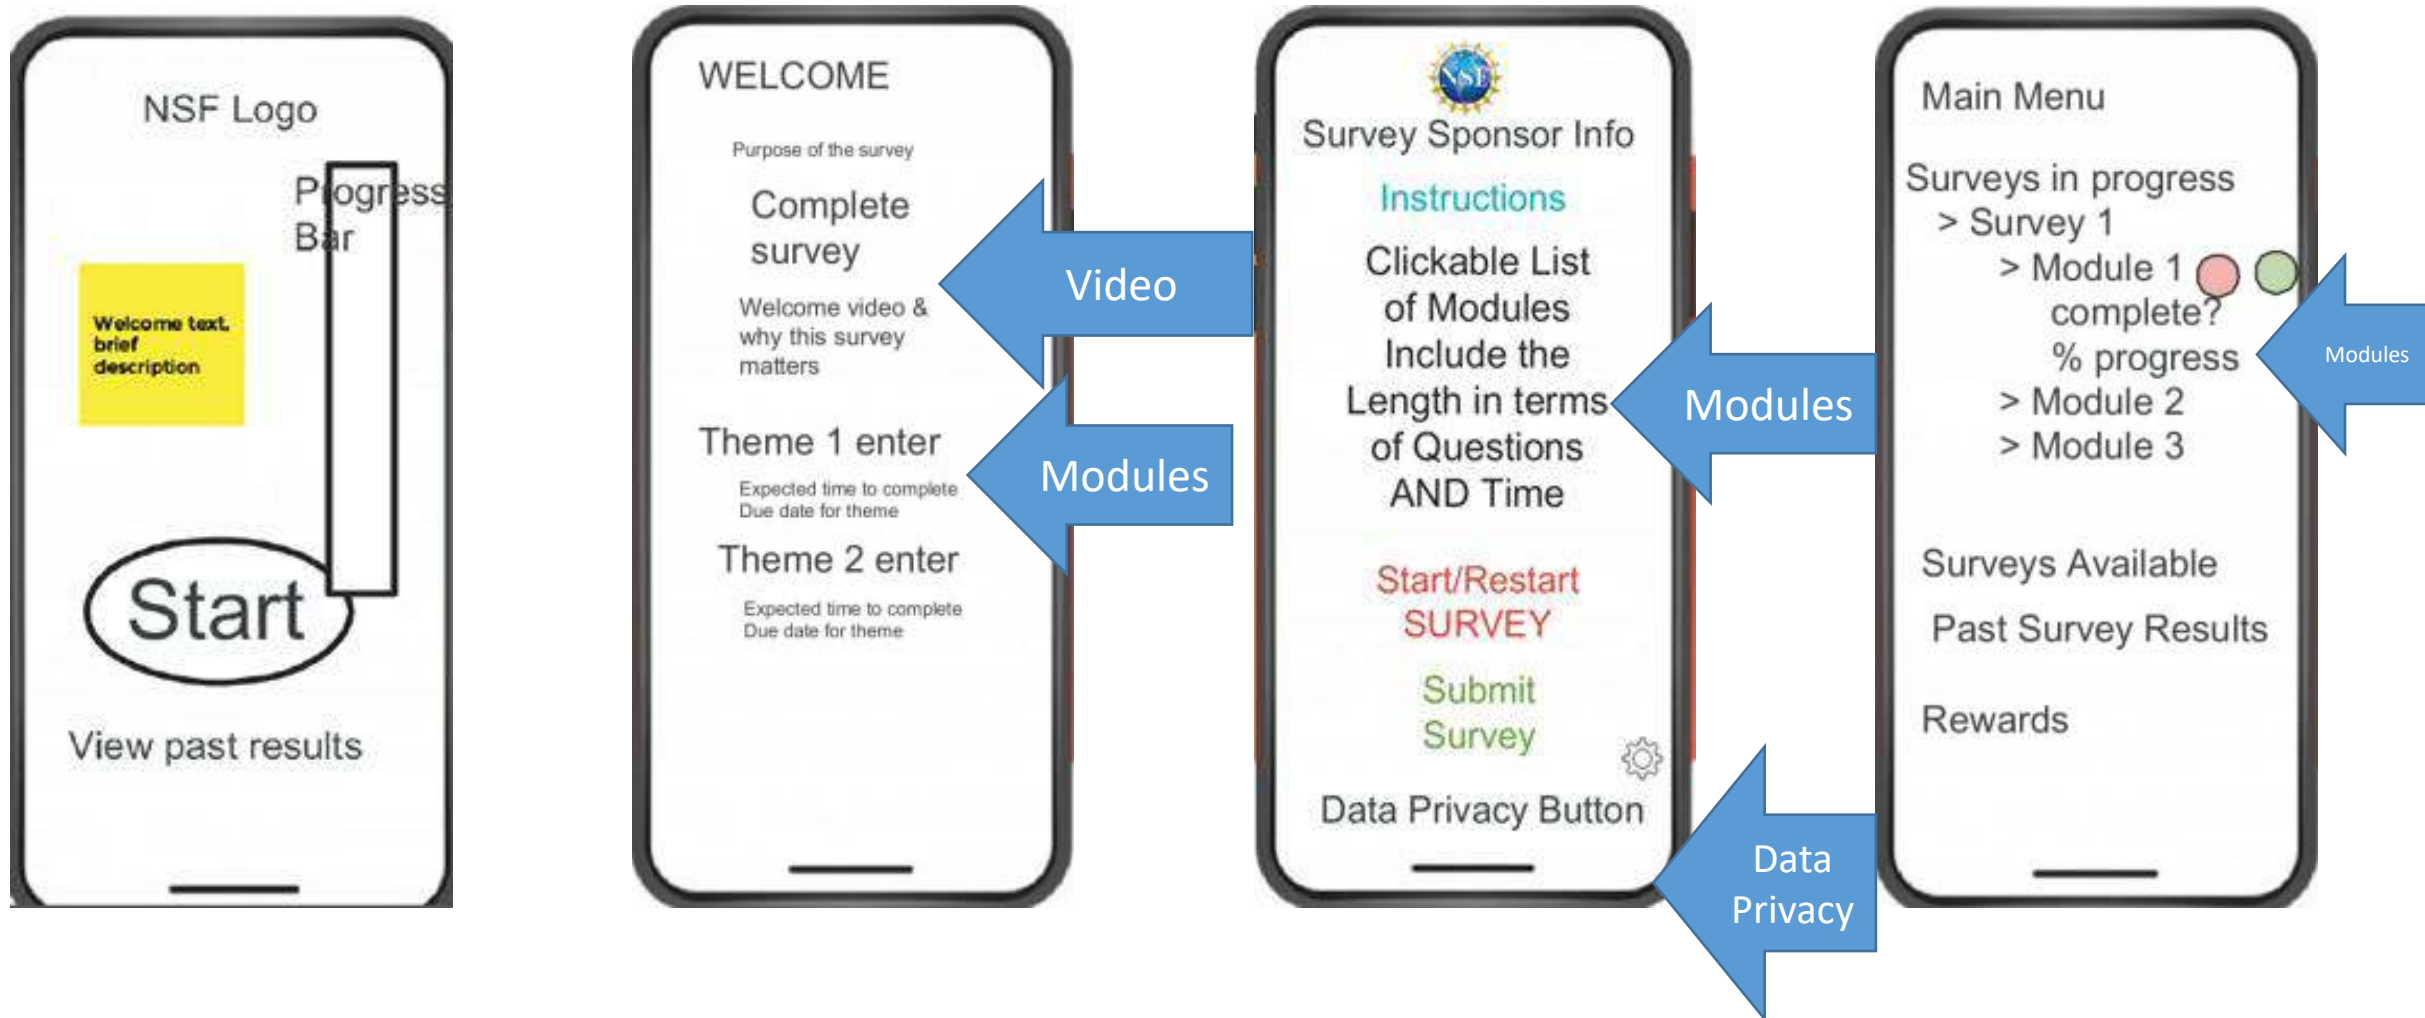 NSF Logo
Progress
Bar
Welcome text,
brief
description
Start
View past results
WELCOME
Purpose of the survey
Complete
survey
Welcome video &
why this survey
matters
Video
Theme 1 enter
Expected time to complete
Due date for theme
Modules
Theme 2 enter
Expected time to complete
Due date for theme
NSF
Survey Sponsor Info
Instructions
Clickable List
of Modules
Include the
Length in terms
of Questions
AND Time
Modules
Start/Restart
SURVEY
Submit
Survey
Data Privacy Button
Data
Privacy
Main Menu
Surveys in progress
> Survey 1
> Module 1
complete?
% progress
> Module 2
> Module 3
Modules
Surveys Available
Past Survey Results
Rewards